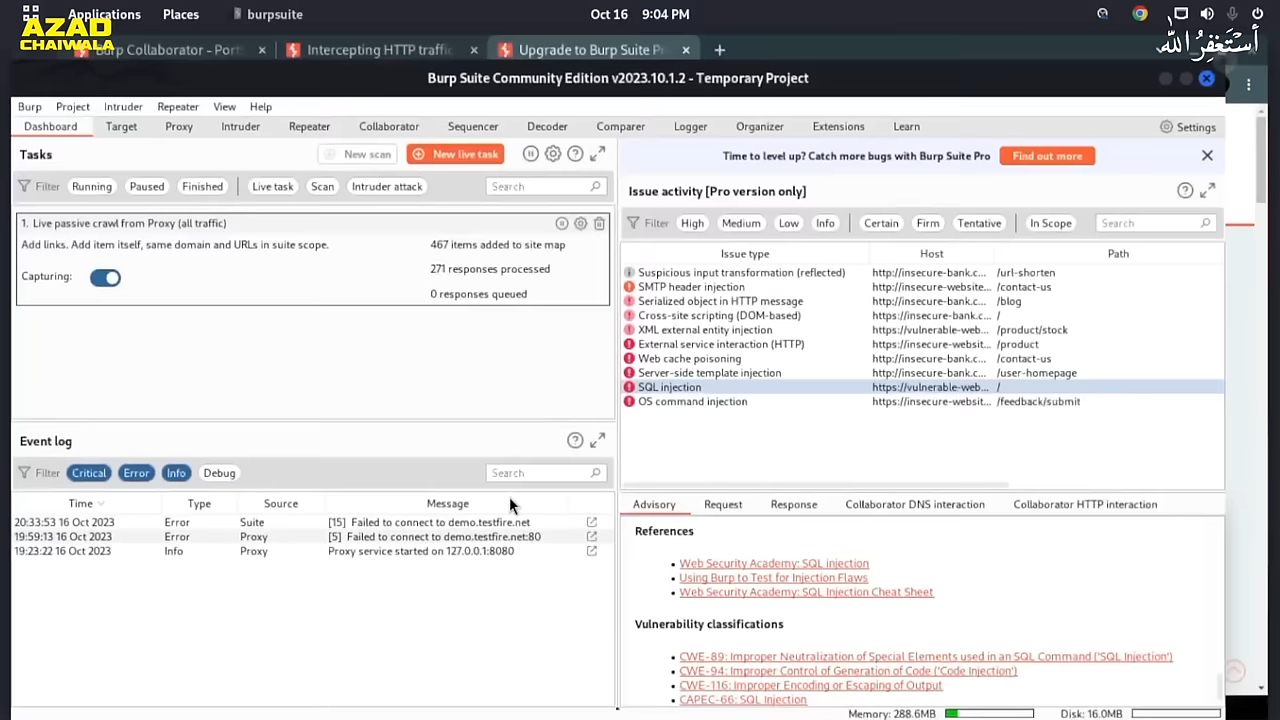 Applications Places burpsuite Oct 16 9:04 PM
AZAD
CHAIWALA
أستغفر الله
Burp Collaborator - Port Intercepting HTTP traffic Upgrade to Burp Suite Pr
Burp Suite Community Edition v2023.10.1.2 - Temporary Project
Burp Project Intruder Repeater View Help
Dashboard Target Proxy Intruder Repeater Collaborator Sequencer Decoder Comparer Logger Organizer Extensions Learn Settings
Tasks New scan New live task
Filter Running Paused Finished Live task Scan Intruder attack Search
1. Live passive crawl from Proxy (all traffic)
Add links. Add item itself, same domain and URLs in suite scope. 467 items added to site map
271 responses processed
Capturing:
0 responses queued
Time to level up? Catch more bugs with Burp Suite Pro Find out more
Issue activity [Pro version only]
Filter High Medium Low Info Certain Firm Tentative In Scope Search
Issue type Host Path
Suspicious input transformation (reflected) http://insecure-bank.c... /url-shorten
SMTP header injection http://insecure-website... /contact-us
Serialized object in HTTP message http://insecure-bank.c... /blog
Cross-site scripting (DOM-based) http://insecure-bank.c... /
XML external entity injection https://vulnerable-web... /product/stock
External service interaction (HTTP) https://insecure-websit... /product
Web cache poisoning http://insecure-bank.c... /contact-us
Server-side template injection http://insecure-bank.c... /user-homepage
SQL injection https://vulnerable-web... /
OS command injection https://insecure-websit... /feedback/submit
Event log
Filter Critical Error Info Debug Search
Time Type Source Message
20:33:53 16 Oct 2023 Error Suite [15] Failed to connect to demo.testfire.net
19:59:13 16 Oct 2023 Error Proxy [5] Failed to connect to demo.testfire.net:80
19:23:22 16 Oct 2023 Info Proxy Proxy service started on 127.0.0.1:8080
Advisory Request Response Collaborator DNS interaction Collaborator HTTP interaction
References
Web Security Academy: SQL injection
Using Burp to Test for Injection Flaws
Web Security Academy: SQL Injection Cheat Sheet
Vulnerability classifications
CWE-89: Improper Neutralization of Special Elements used in an SQL Command ('SQL Injection')
CWE-94: Improper Control of Generation of Code ('Code Injection')
CWE-116: Improper Encoding or Escaping of Output
CAPEC-66: SQL Injection
Memory: 288.6MB Disk: 16.0MB